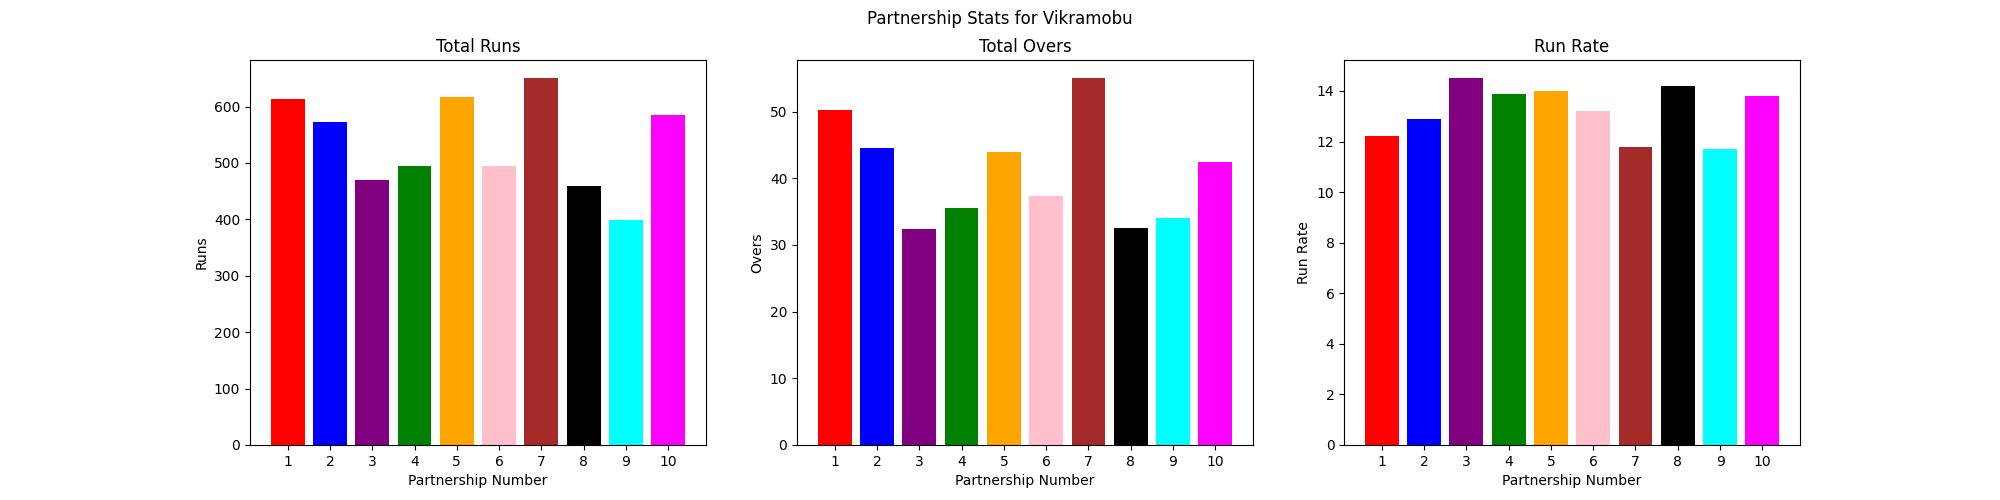 Partnership Stats for Vikramobu
Total Runs
Runs
600
500
400
300
200
100
0
1 2 3 4 5 6 7 8 9 10
Partnership Number
Total Overs
Overs
50
40
30
20
10
0
1 2 3 4 5 6 7 8 9 10
Partnership Number
Run Rate
Run Rate
14
12
10
8
6
4
2
0
1 2 3 4 5 6 7 8 9 10
Partnership Number